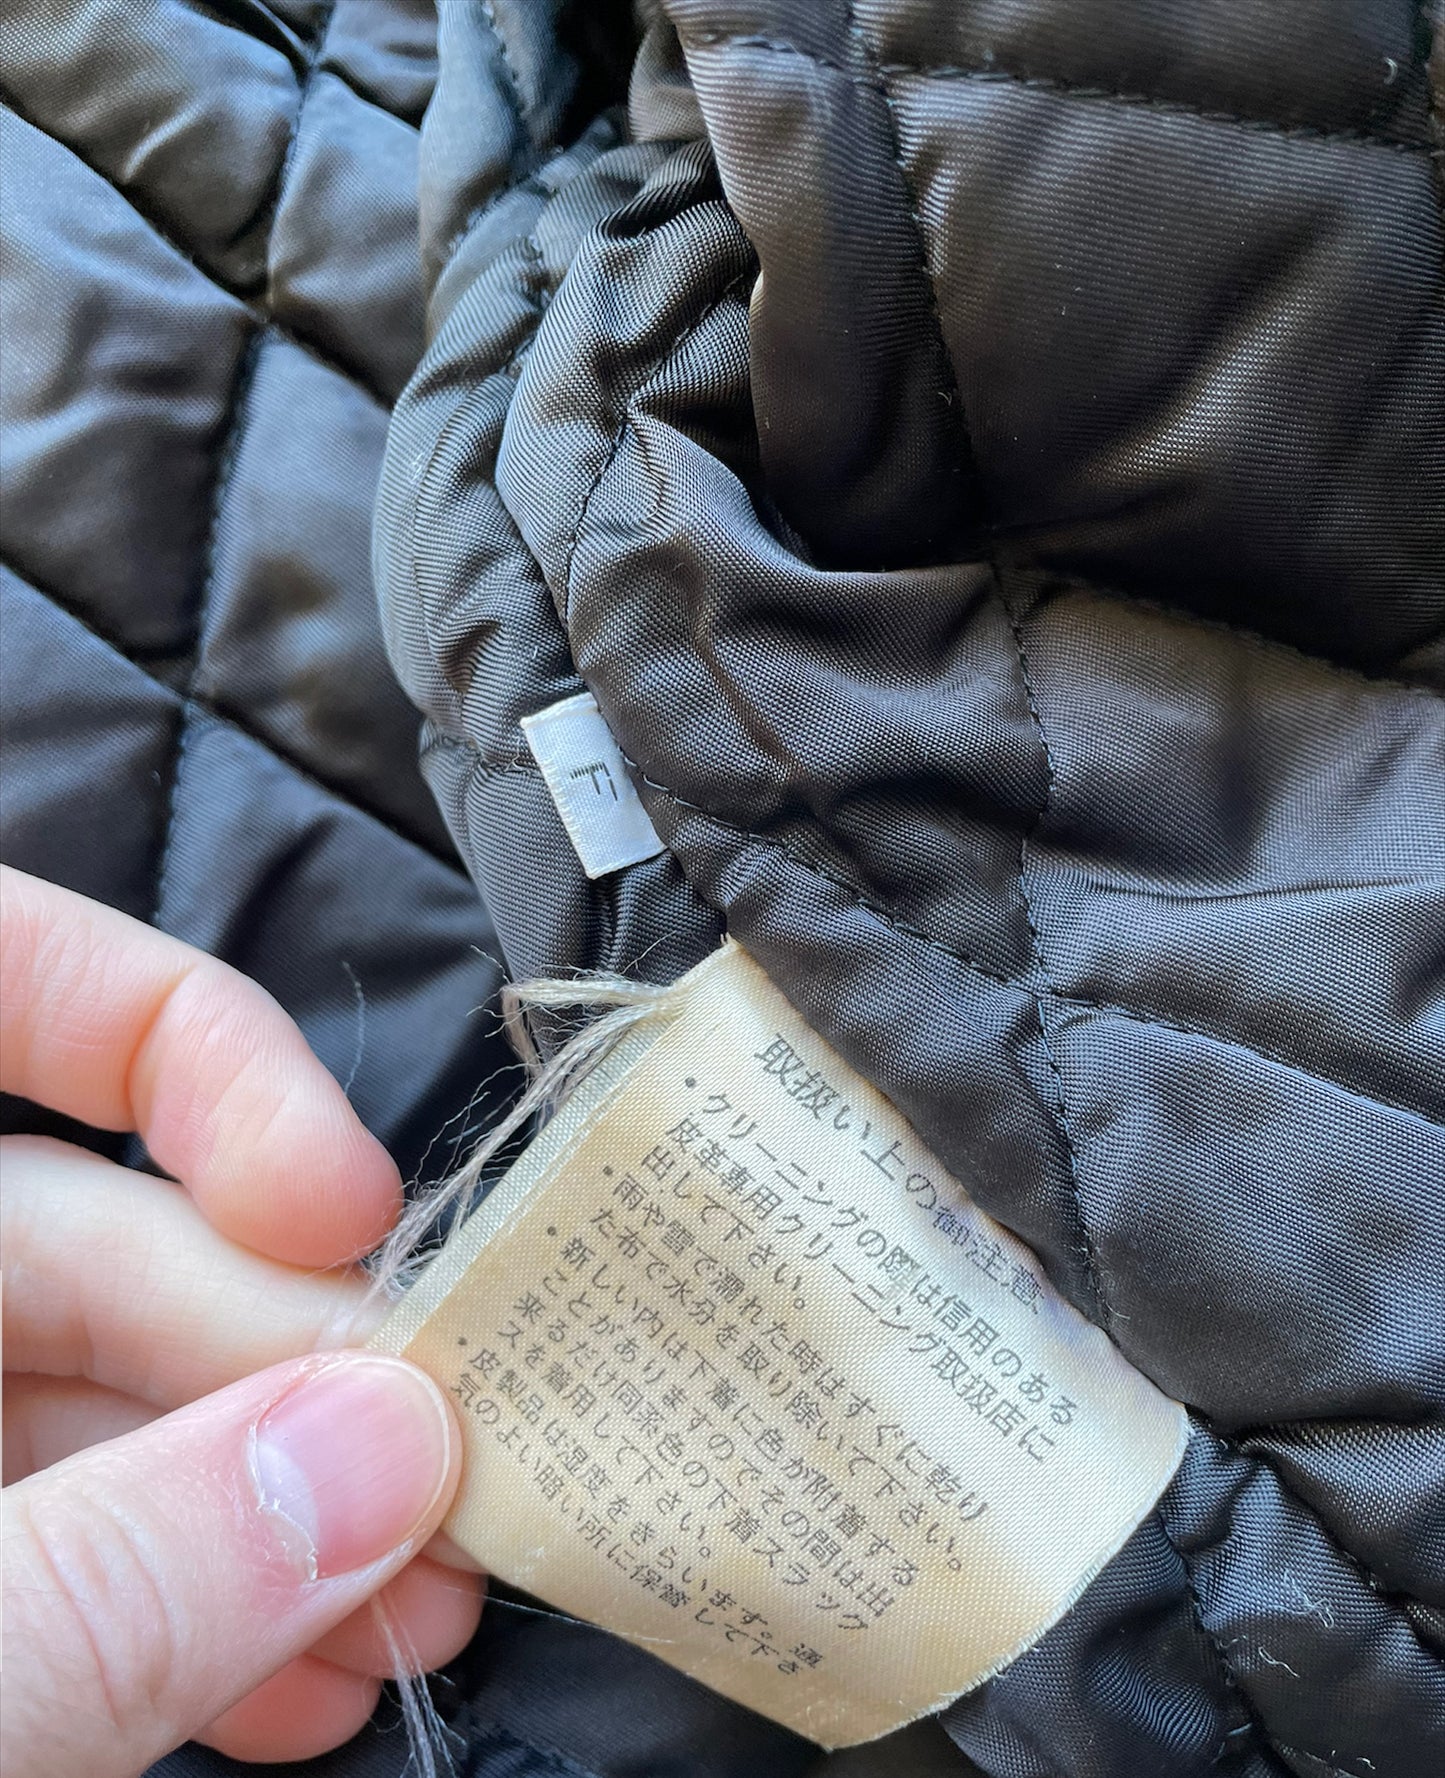 F
取扱い上の御注意
・クリーニングの際は信用のある
皮革専用クリーニング取扱店に
出して下さい。
・雨や雪で濡れた時はすぐに乾り
た布で水分を取り除いて下さい。
・新しい内は下着に色が附着する
ことがありますのでその間は出
来るだけ同系色の下着スラック
スを着用して下さい。
・皮製品は湿度をきらいます。通
気のよい暗い所に保管して下さ